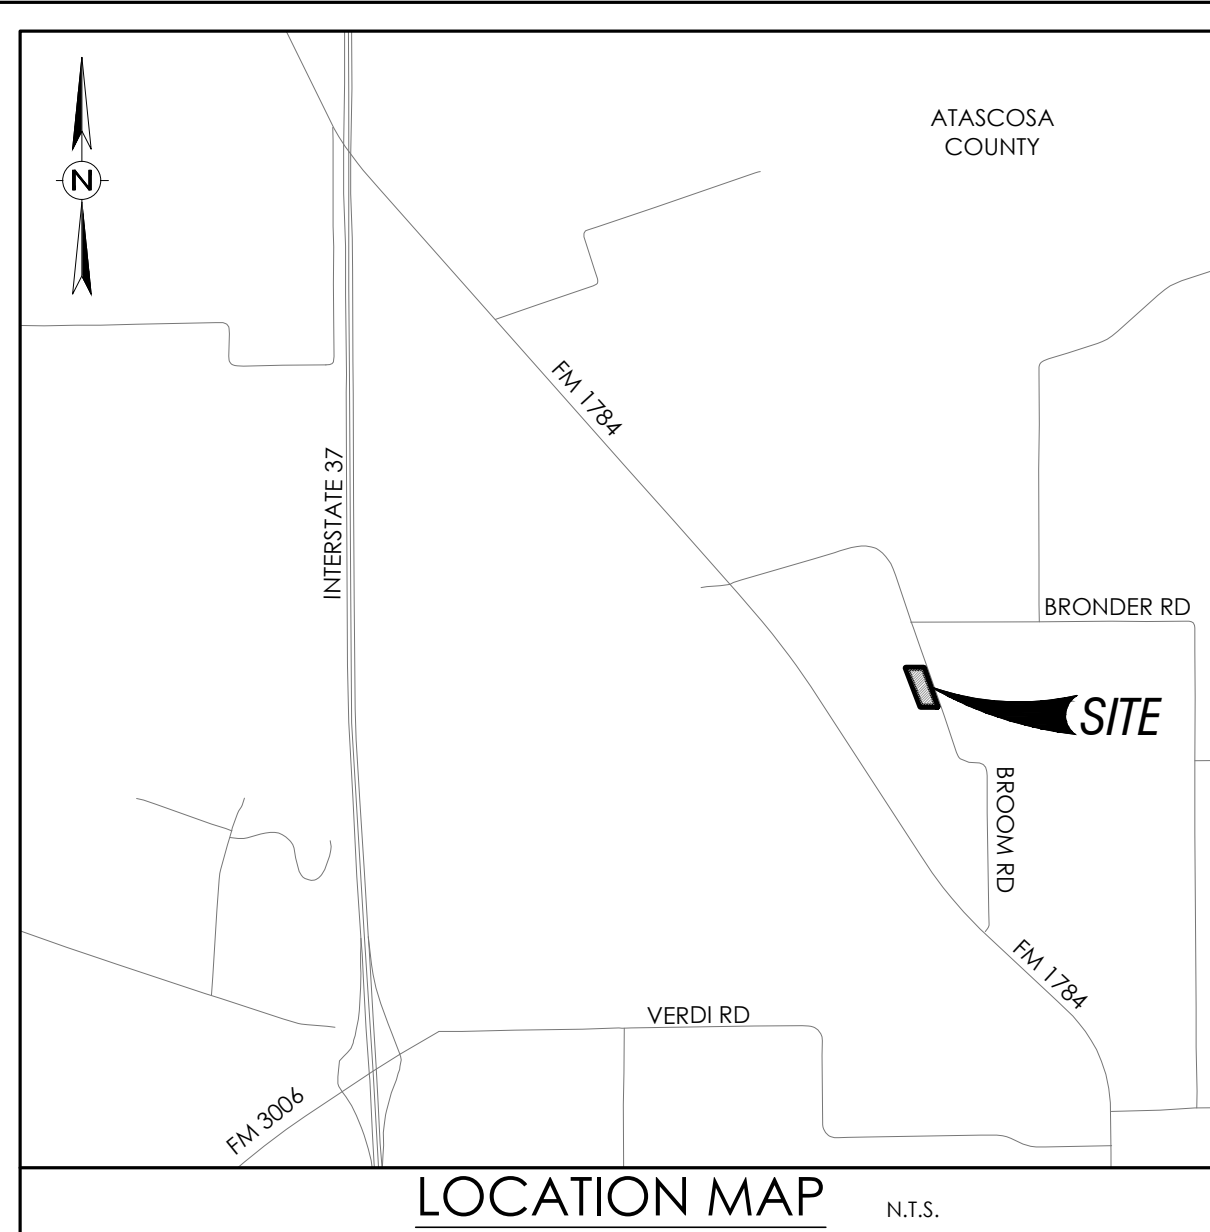 ATASCOSA
COUNTY
N
FM 1784
INTERSTATE 37
BRONDER RD
SITE
BROOM RD
FM 1784
VERDI RD
FM 3006
LOCATION MAP
N.T.S.